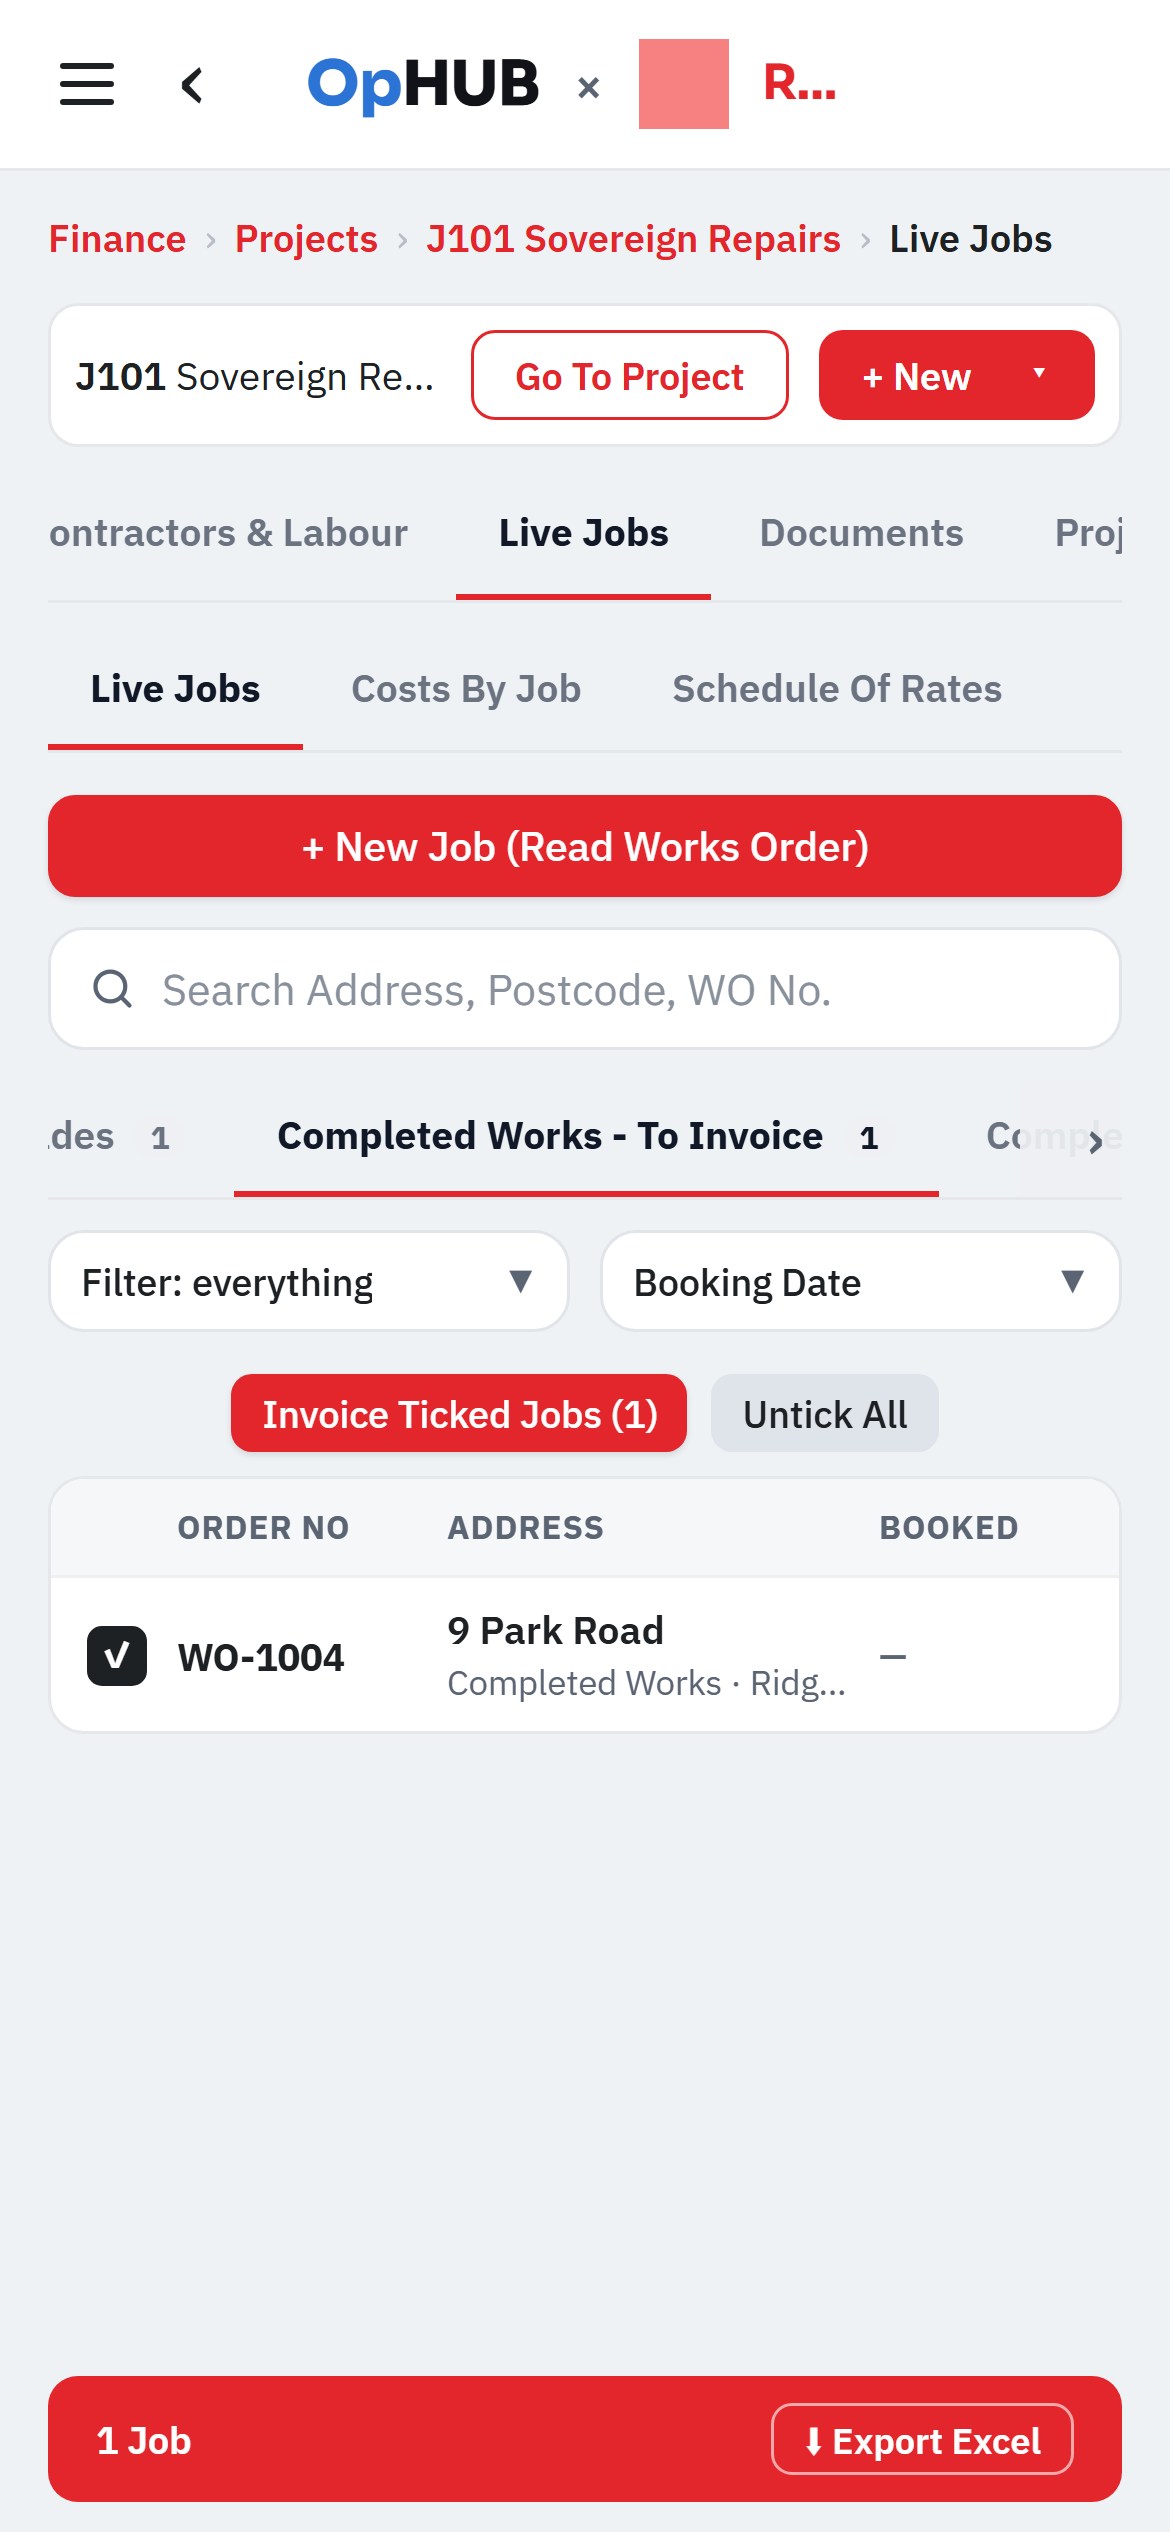 OpHUB × R...
Finance › Projects › J101 Sovereign Repairs › Live Jobs
J101 Sovereign Re... Go To Project + New ▼
ontractors & Labour Live Jobs Documents Proj
Live Jobs Costs By Job Schedule Of Rates
+ New Job (Read Works Order)
Search Address, Postcode, WO No.
des 1 Completed Works - To Invoice 1 Comple ›
Filter: everything ▼ Booking Date ▼
Invoice Ticked Jobs (1) Untick All
ORDER NO ADDRESS BOOKED
WO-1004 9 Park Road –
Completed Works · Ridg...
1 Job ⬇ Export Excel